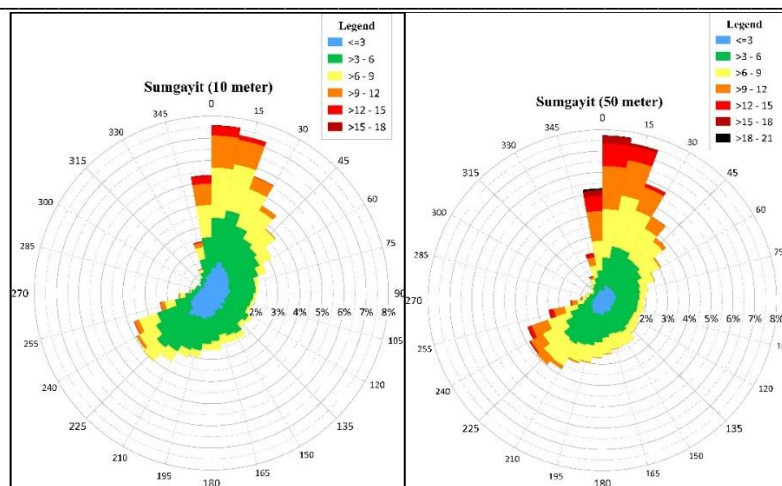 Legend
<=3
>3 - 6
>6 - 9
>9 - 12
>12 - 15
>15 - 18
Sumgayit (10 meter)
0
15
30
45
60
75
90
105
120
135
150
165
180
195
210
225
240
255
270
285
300
315
330
345
2% 3% 4% 5% 6% 7% 8%
Legend
<=3
>3 - 6
>6 - 9
>9 - 12
>12 - 15
>15 - 18
>18 - 21
Sumgayit (50 meter)
0
15
30
45
60
75
120
135
150
165
180
195
210
225
240
255
270
285
300
315
330
345
2% 3% 4% 5% 6% 7% 8%